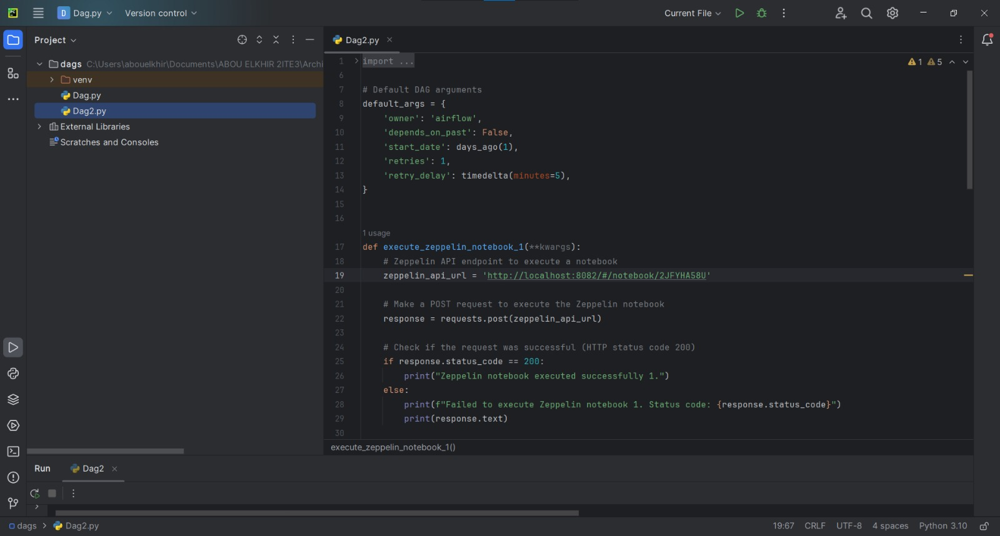 PC
D Dag.py Version control Current File
Project
Dag2.py
dags C:\Users\abouelkhir\Documents\ABOU ELKHIR 2ITE3\Archi
venv
Dag.py
Dag2.py
External Libraries
Scratches and Consoles
1 import ...
1 5
6
7 # Default DAG arguments
8 default_args = {
9 'owner': 'airflow',
10 'depends_on_past': False,
11 'start_date': days_ago(1),
12 'retries': 1,
13 'retry_delay': timedelta(minutes=5),
14 }
15
16
1 usage
17 def execute_zeppelin_notebook_1(**kwargs):
18 # Zeppelin API endpoint to execute a notebook
19 zeppelin_api_url = 'http://localhost:8082/#/notebook/2JFYHA58U'
20
21 # Make a POST request to execute the Zeppelin notebook
22 response = requests.post(zeppelin_api_url)
23
24 # Check if the request was successful (HTTP status code 200)
25 if response.status_code == 200:
26 print("Zeppelin notebook executed successfully 1.")
27 else:
28 print(f"Failed to execute Zeppelin notebook 1. Status code: {response.status_code}")
29 print(response.text)
30
execute_zeppelin_notebook_1()
Run Dag2
dags Dag2.py 19:67 CRLF UTF-8 4 spaces Python 3.10